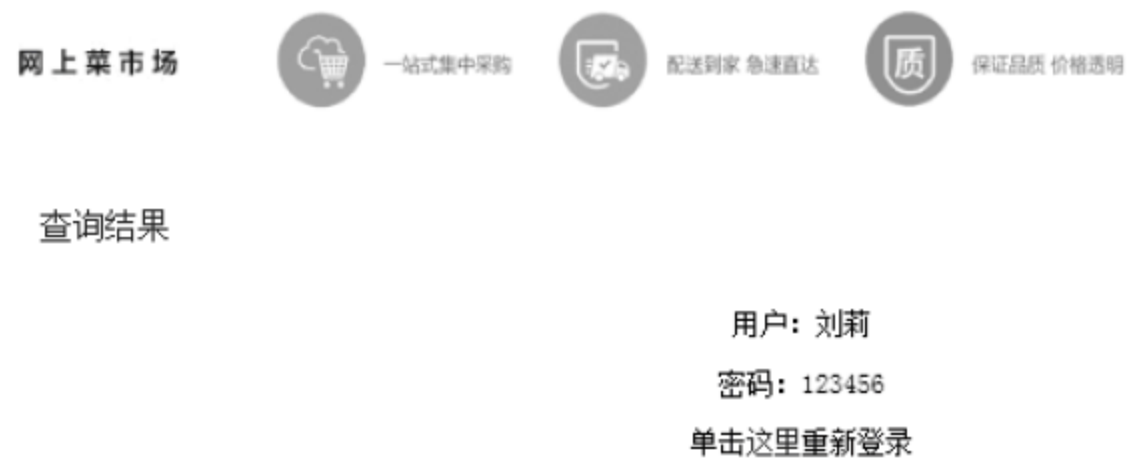 网上菜市场 一站式集中采购 配送到家 急速直达 质 保证品质 价格透明
查询结果
用户：刘莉
密码：123456
单击这里重新登录